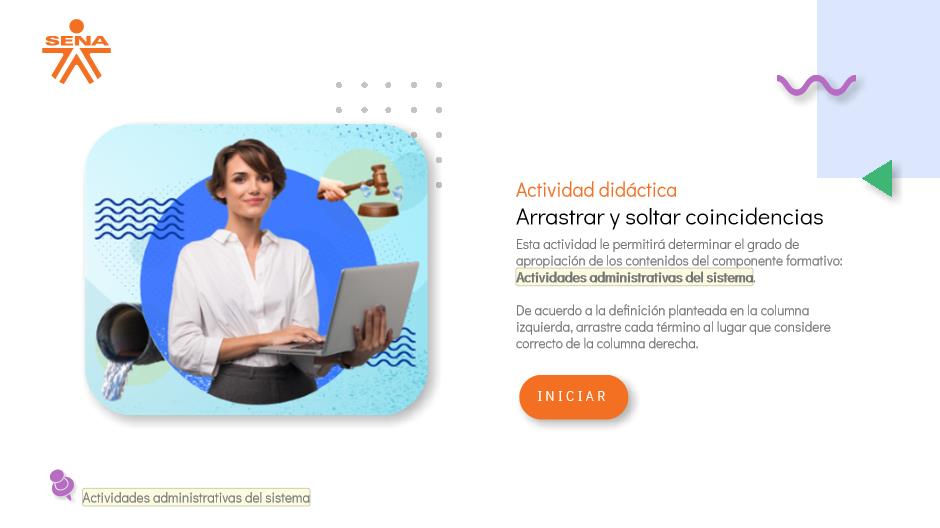 SENA
Actividad didáctica
Arrastrar y soltar coincidencias
Esta actividad le permitirá determinar el grado de
apropiación de los contenidos del componente formativo:
Actividades administrativas del sistema.
De acuerdo a la definición planteada en la columna
izquierda, arrastre cada término al lugar que considere
correcto de la columna derecha.
INICIAR
Actividades administrativas del sistema